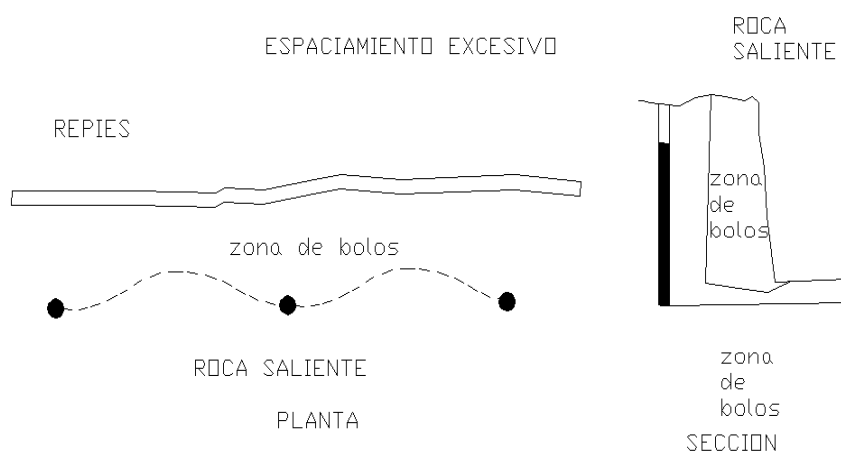 ESPACIAMIENTO EXCESIVO
ROCA
SALIENTE
REPIES
zona
de
bolos
zona de bolos
ROCA SALIENTE
PLANTA
zona
de
bolos
SECCION